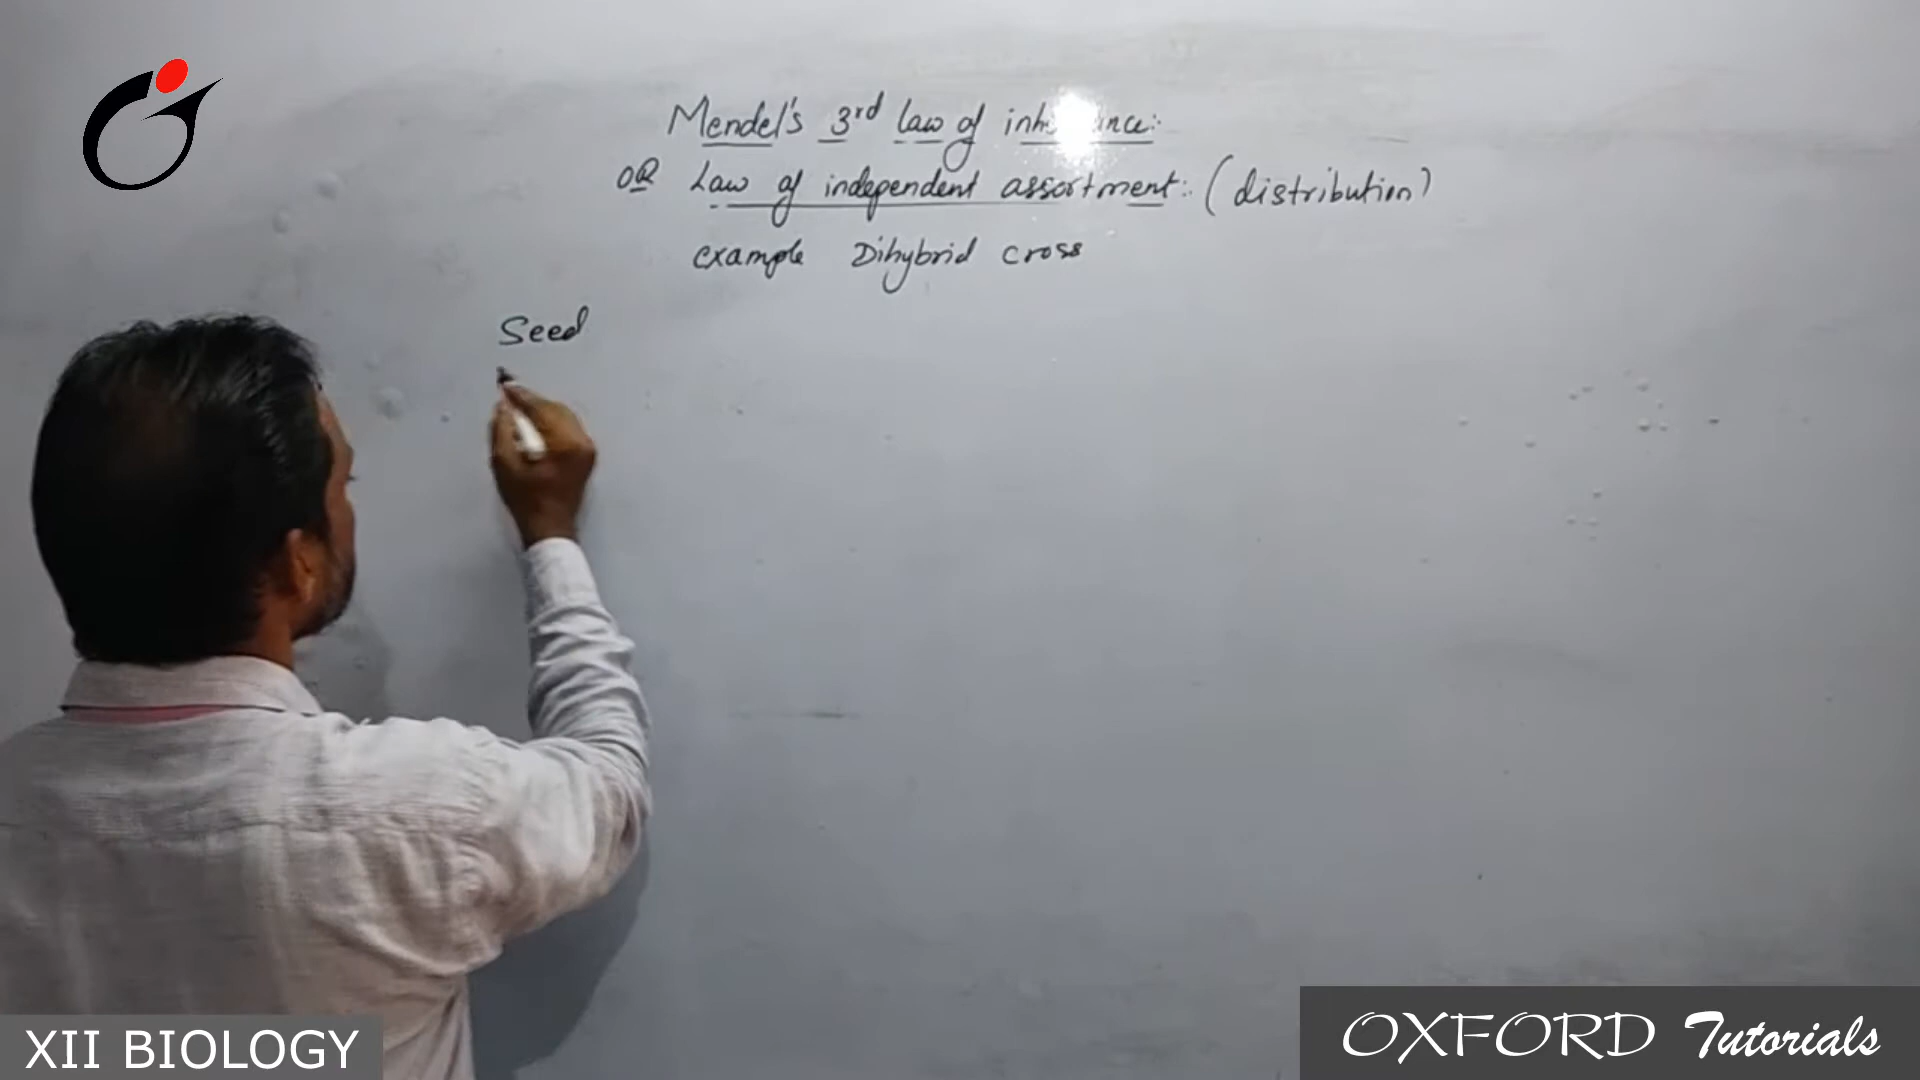 Mendel's 3rd law of
OR Law of independent assortment:- (distribution)
example Dihybrid cross
Seed
XII BIOLOGY
OXFORD Tutorials